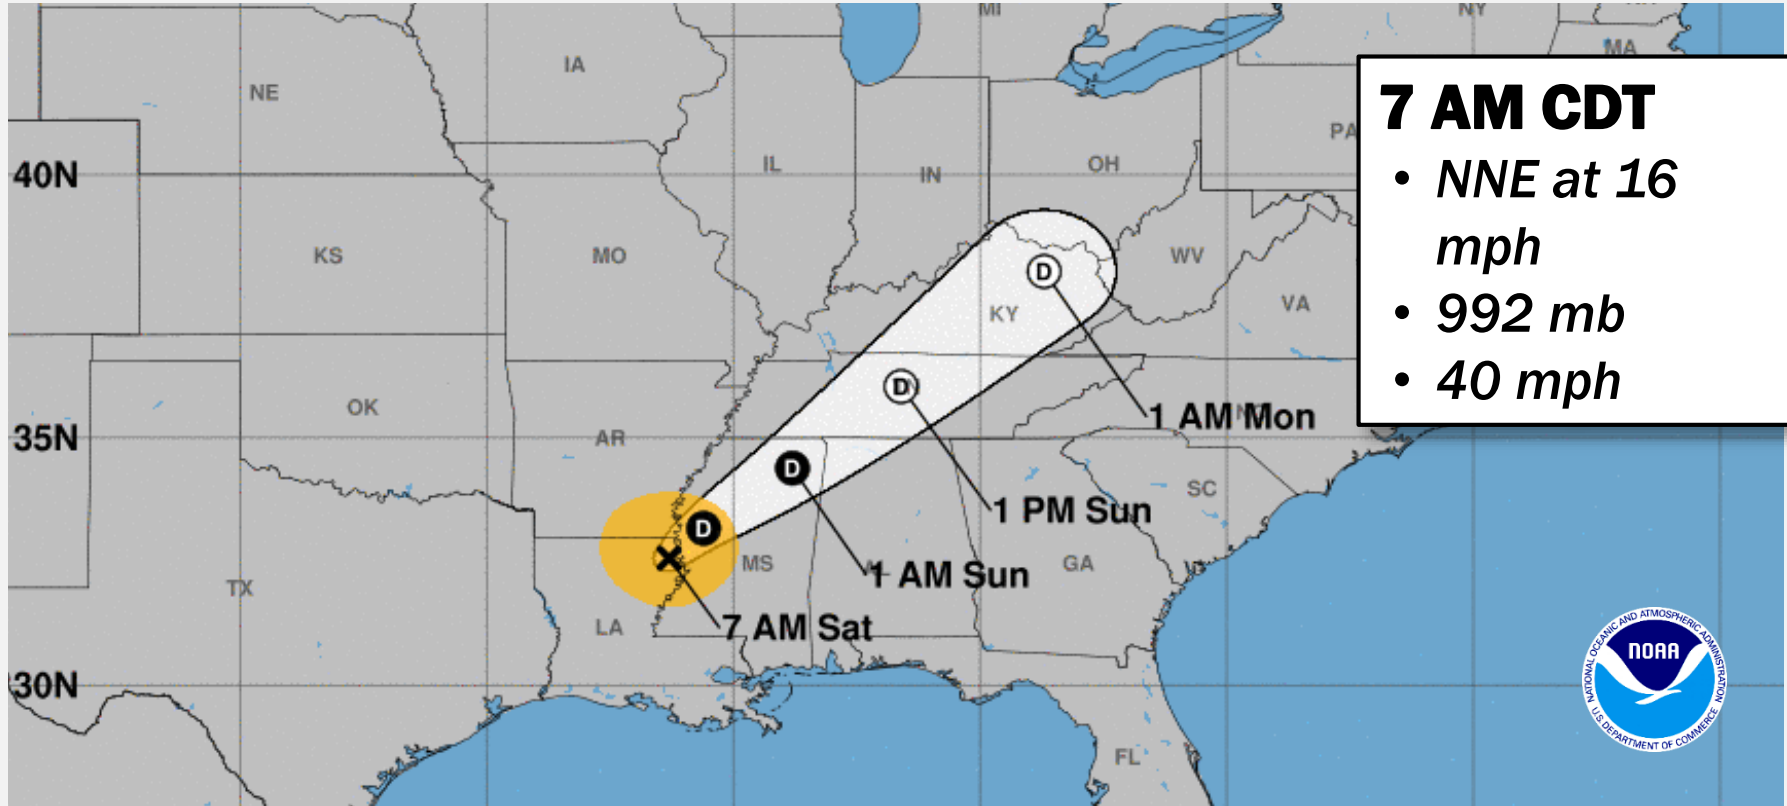 MI
NY
MA
IA
NE
PA
7 AM CDT
• NNE at 16
mph
• 992 mb
• 40 mph
40N
IL
IN
OH
KS
MO
WV
D
VA
KY
D
OK
1 AM Mon
35N
AR
D
SC
1 PM Sun
D
MS
GA
1 AM Sun
TX
LA
7 AM Sat
30N
FL
NATIONAL OCEANIC AND ATMOSPHERIC ADMINISTRATION
NOAA
U.S. DEPARTMENT OF COMMERCE